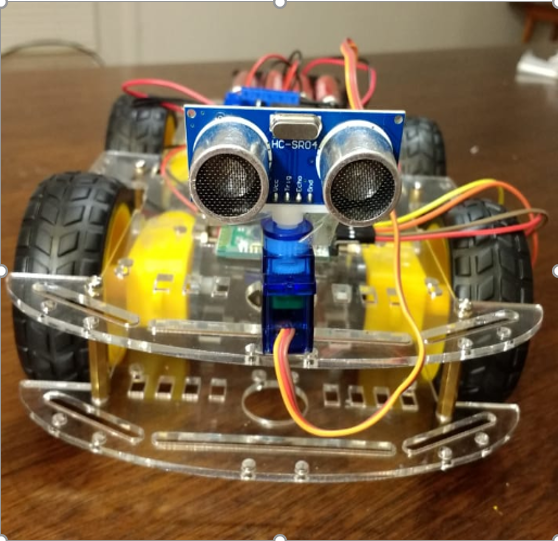 HC-SR04
Vcc
Trig
Echo
Gnd